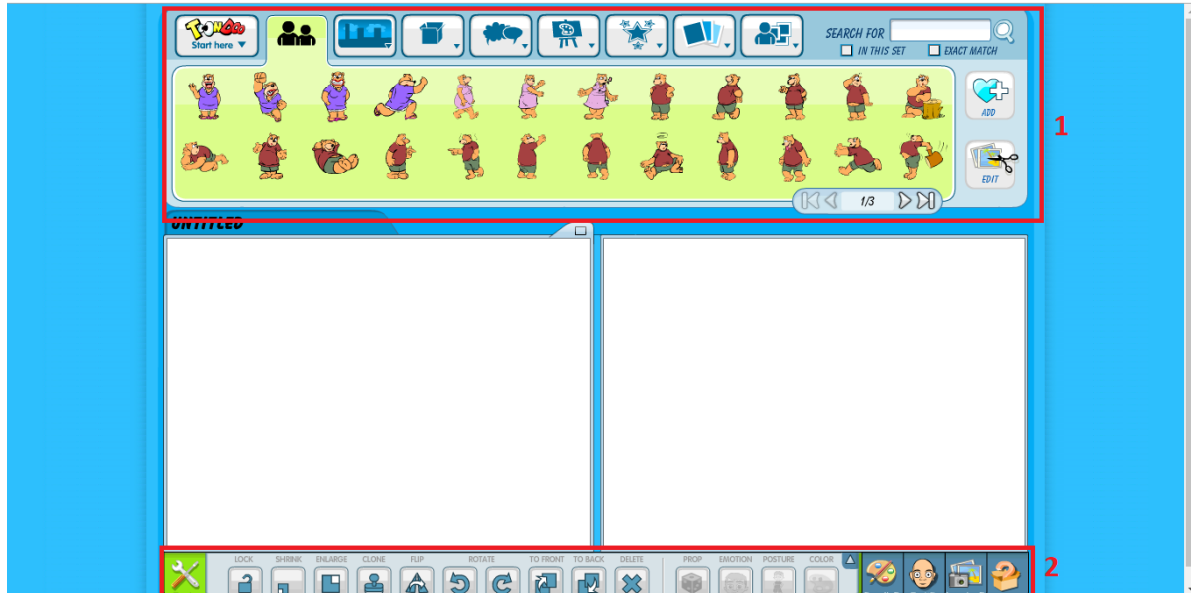 TOONDOO
Start here
SEARCH FOR
IN THIS SET
EXACT MATCH
ADD
1
EDIT
1/3
UNTITLED
LOCK SHRINK ENLARGE CLONE FLIP ROTATE TO FRONT TO BACK DELETE PROP EMOTION POSTURE COLOR
2